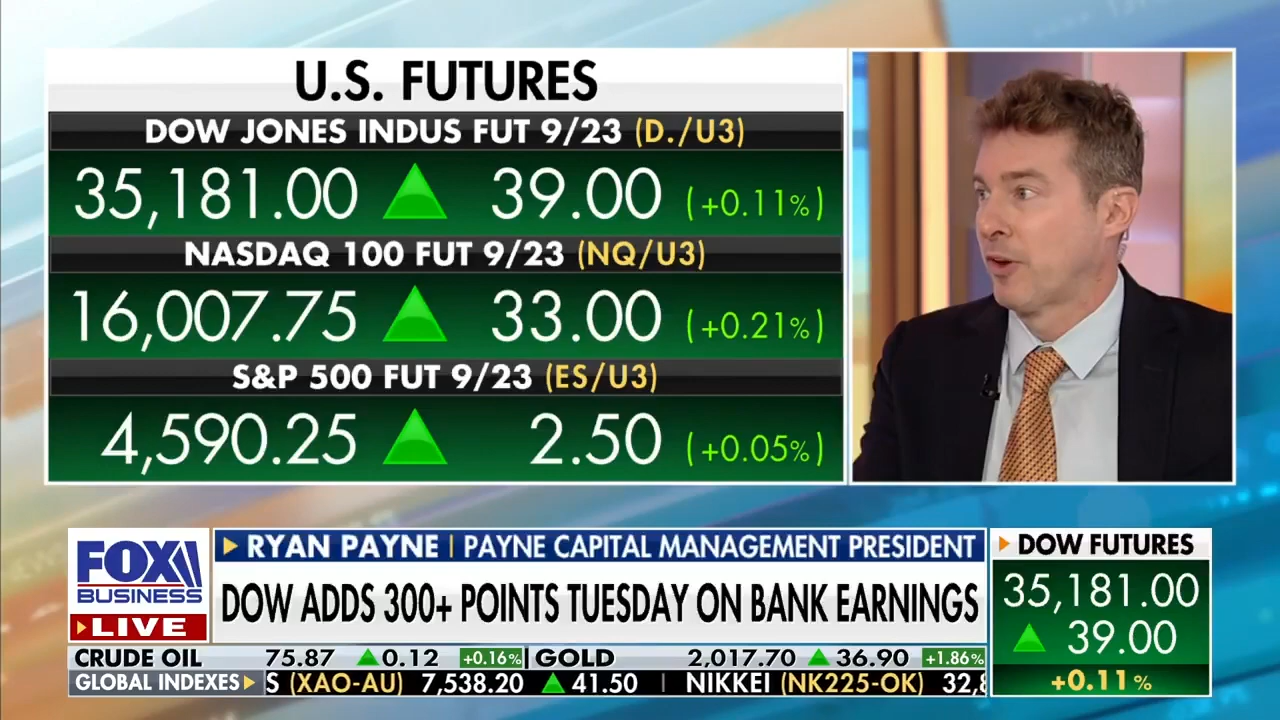 U.S. FUTURES
DOW JONES INDUS FUT 9/23 (D./U3)
35,181.00 ▲ 39.00 (+0.11%)
NASDAQ 100 FUT 9/23 (NQ/U3)
16,007.75 ▲ 33.00 (+0.21%)
S&P 500 FUT 9/23 (ES/U3)
4,590.25 ▲ 2.50 (+0.05%)
FOX
BUSINESS
LIVE
RYAN PAYNE | PAYNE CAPITAL MANAGEMENT PRESIDENT
DOW ADDS 300+ POINTS TUESDAY ON BANK EARNINGS
DOW FUTURES
35,181.00
▲ 39.00
+0.11%
CRUDE OIL 75.87 ▲0.12 +0.16% GOLD 2,017.70 ▲ 36.90 +1.86%
GLOBAL INDEXES S (XAO-AU) 7,538.20 ▲ 41.50 | NIKKEI (NK225-OK) 32,8